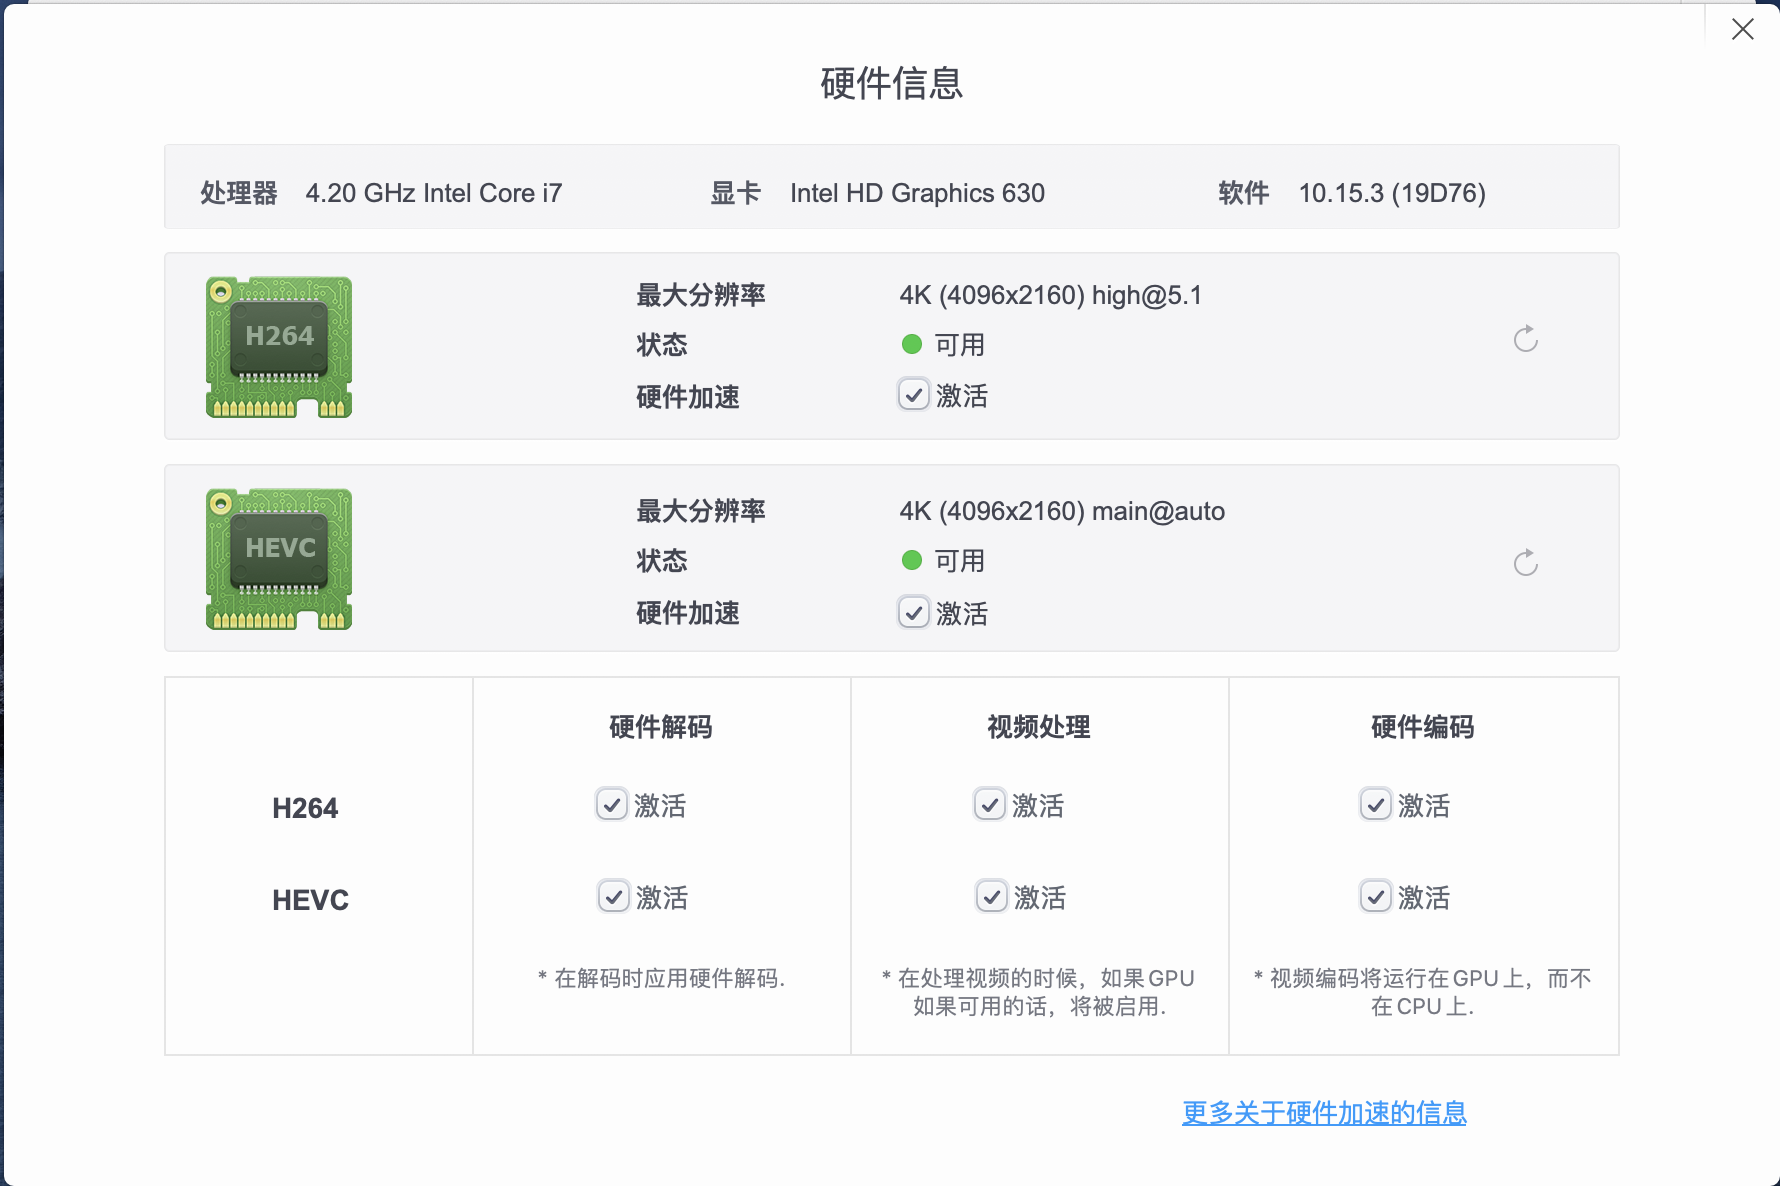 硬件信息
处理器 4.20 GHz Intel Core i7 显卡 Intel HD Graphics 630 软件 10.15.3 (19D76)
H264
最大分辨率 4K (4096x2160) high@5.1
状态 可用
硬件加速 激活
HEVC
最大分辨率 4K (4096x2160) main@auto
状态 可用
硬件加速 激活
硬件解码 视频处理 硬件编码
H264 激活 激活 激活
HEVC 激活 激活 激活
* 在解码时应用硬件解码.
* 在处理视频的时候，如果GPU
如果可用的话，将被启用.
* 视频编码将运行在GPU上，而不
在CPU上.
更多关于硬件加速的信息